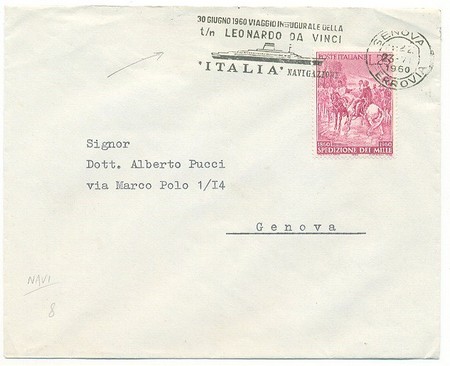 30 GIUGNO 1960 VIAGGIO INAUGURALE DELLA
t/n LEONARDO DA VINCI
"ITALIA" NAVIGAZIONE
GENOVA
1960
FERROVIA
POSTE ITALIANE
1860 1960
SPEDIZIONE DEI MILLE
Signor
Dott. Alberto Pucci
via Marco Polo 1/I4
Genova
NAVI
8